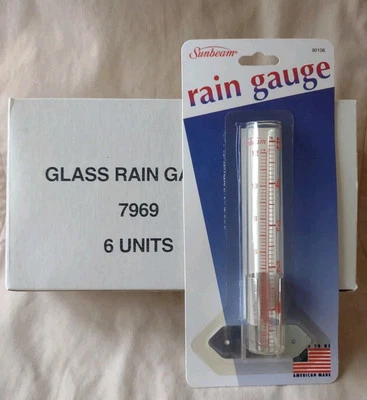 Sunbeam®
rain gauge
GLASS RAIN GA
7969
6 UNITS
AMERICAN MADE